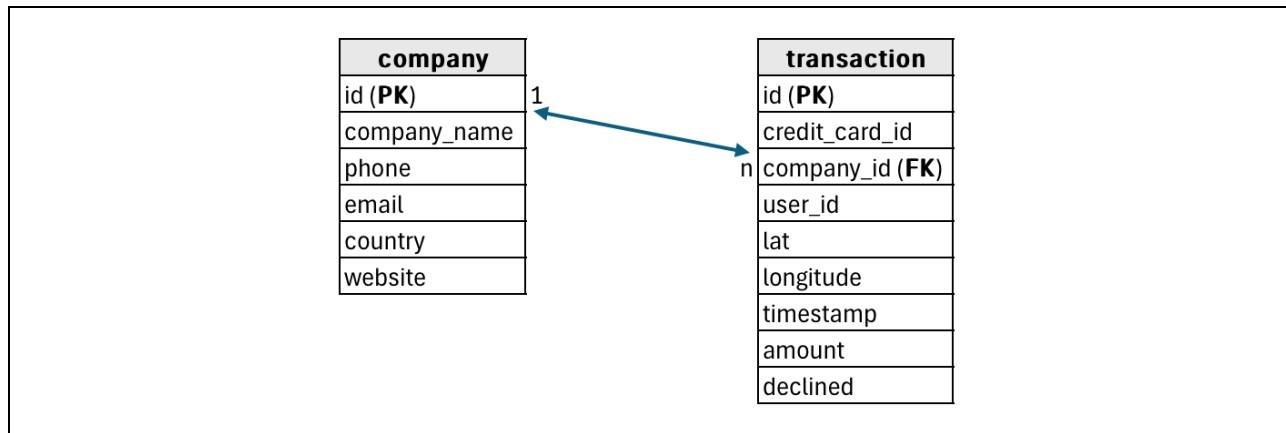 company
id (PK)
company_name
phone
email
country
website
1
n
transaction
id (PK)
credit_card_id
company_id (FK)
user_id
lat
longitude
timestamp
amount
declined